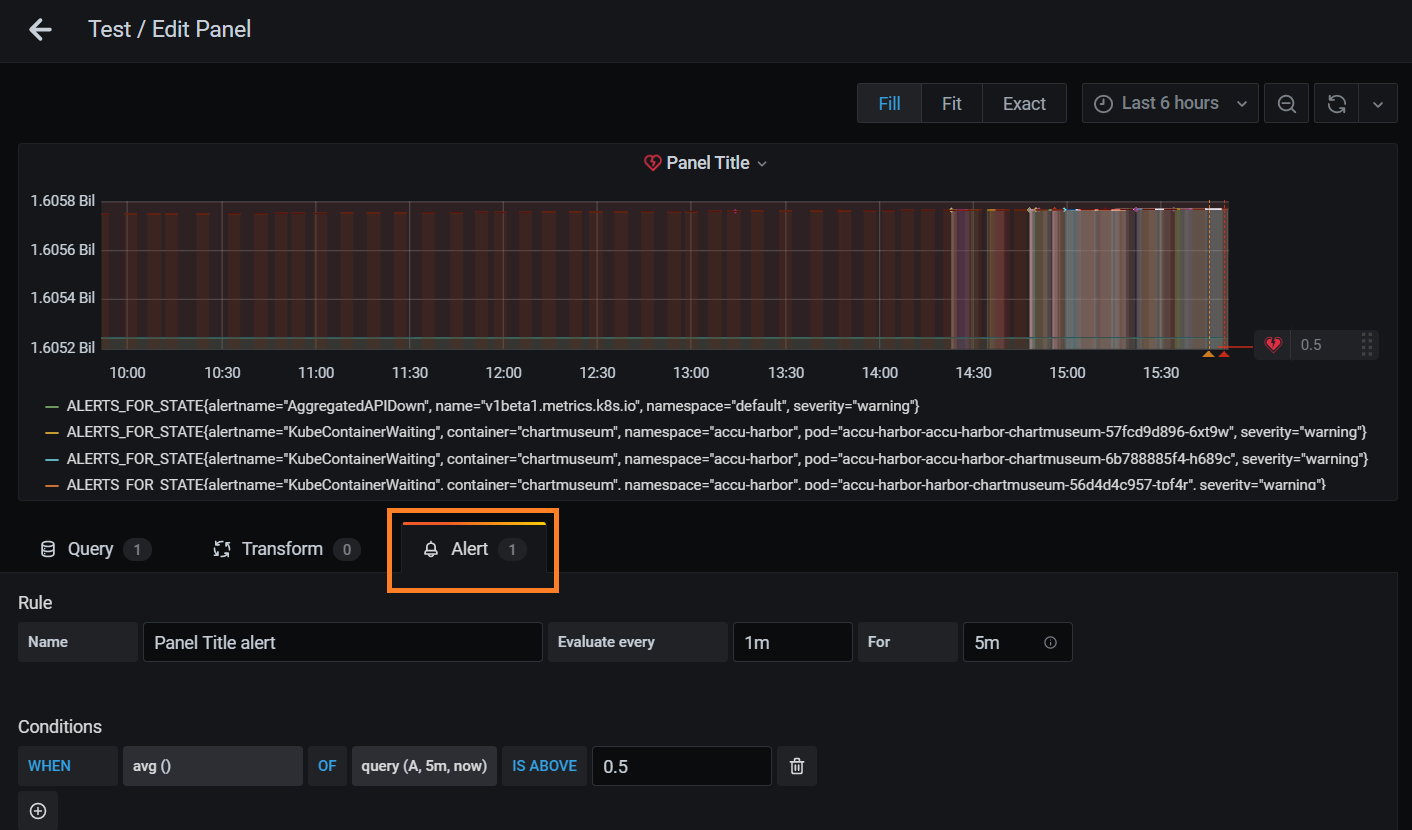 Test / Edit Panel
Fill Fit Exact Last 6 hours
Panel Title
1.6058 Bil
1.6056 Bil
1.6054 Bil
1.6052 Bil
0.5
10:00 10:30 11:00 11:30 12:00 12:30 13:00 13:30 14:00 14:30 15:00 15:30
ALERTS_FOR_STATE{alertname="AggregatedAPIDown", name="v1beta1.metrics.k8s.io", namespace="default", severity="warning"}
ALERTS_FOR_STATE{alertname="KubeContainerWaiting", container="chartmuseum", namespace="accu-harbor", pod="accu-harbor-accu-harbor-chartmuseum-57fcd9d896-6xt9w", severity="warning"}
ALERTS_FOR_STATE{alertname="KubeContainerWaiting", container="chartmuseum", namespace="accu-harbor", pod="accu-harbor-accu-harbor-chartmuseum-6b788885f4-h689c", severity="warning"}
ALERTS_FOR_STATE{alertname="KubeContainerWaiting", container="chartmuseum", namespace="accu-harbor", pod="accu-harbor-harbor-chartmuseum-56d4d4c957-tpf4r", severity="warning"}
Query 1 Transform 0 Alert 1
Rule
Name Panel Title alert Evaluate every 1m For 5m
Conditions
WHEN avg () OF query (A, 5m, now) IS ABOVE 0.5